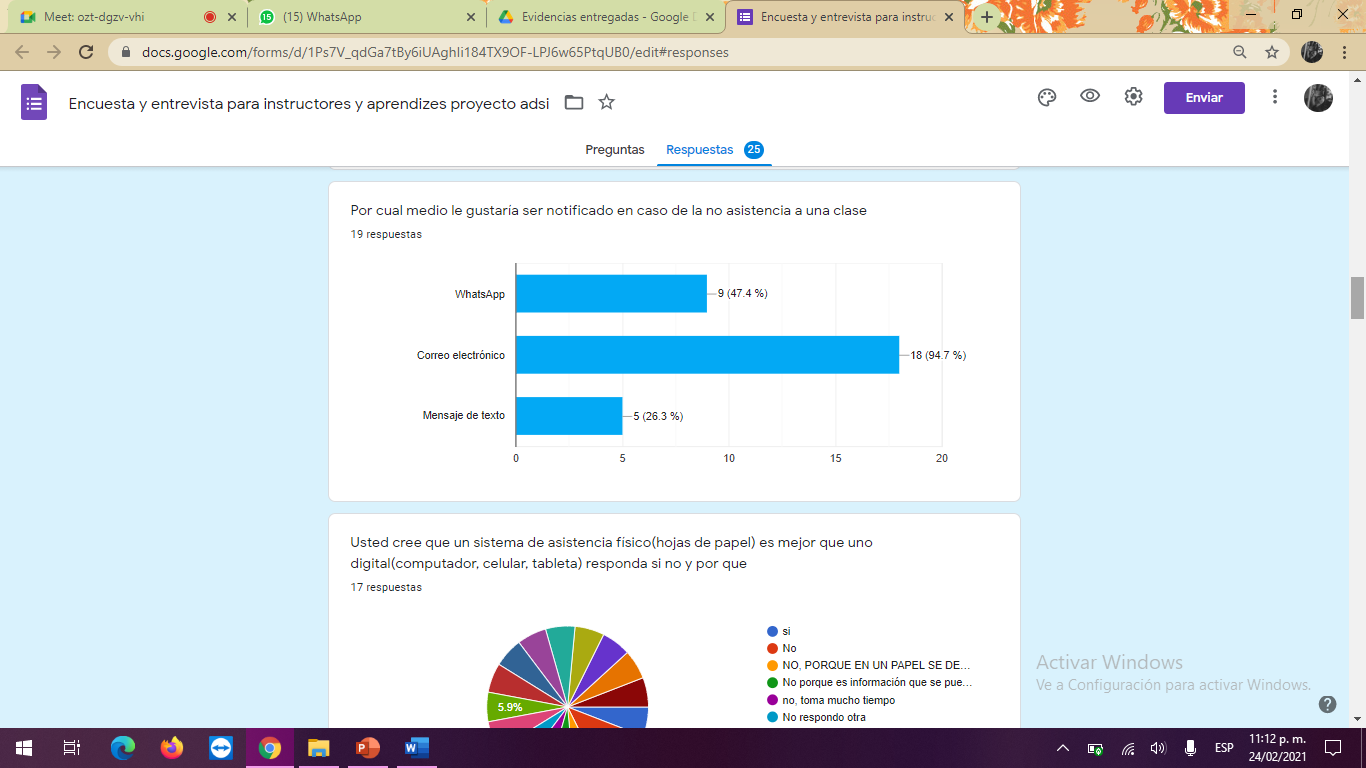 Meet: ozt-dgzv-vhi
(15) WhatsApp
Evidencias entregadas - Google
Encuesta y entrevista para instruc
docs.google.com/forms/d/1Ps7V_qdGa7tBy6iUAghIi184TX9OF-LPJ6w65PtqUB0/edit#responses
Encuesta y entrevista para instructores y aprendizes proyecto adsi
Enviar
Preguntas
Respuestas 25
Por cual medio le gustaría ser notificado en caso de la no asistencia a una clase
19 respuestas
WhatsApp
9 (47.4 %)
Correo electrónico
18 (94.7 %)
Mensaje de texto
5 (26.3 %)
0 5 10 15 20
Usted cree que un sistema de asistencia físico(hojas de papel) es mejor que uno
digital(computador, celular, tableta) responda si no y por que
17 respuestas
si
No
NO, PORQUE EN UN PAPEL SE DE...
No porque es información que se pue...
no, toma mucho tiempo
No respondo otra
5.9%
Activar Windows
Ve a Configuración para activar Windows.
ESP
11:12 p. m.
24/02/2021